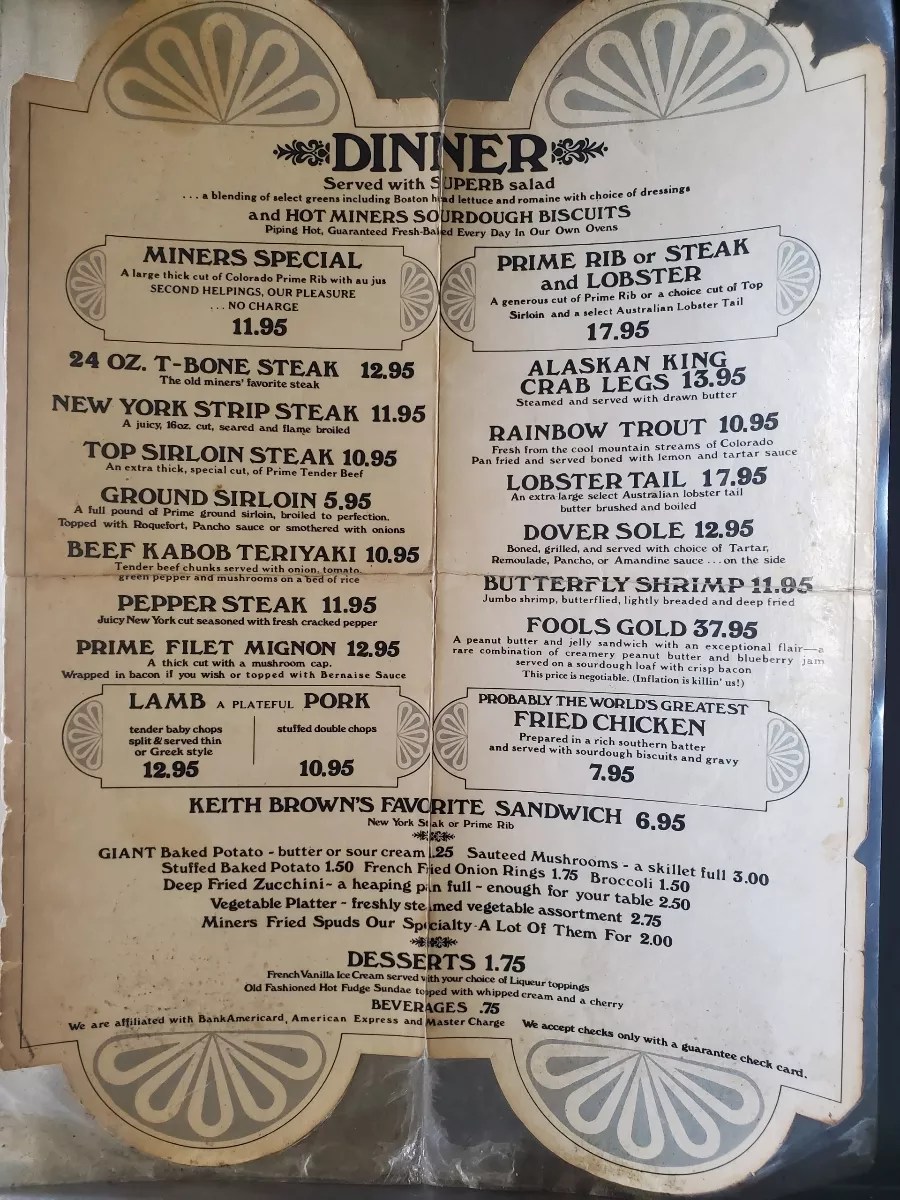 DINNER
Served with SUPERB salad
... a blending of select greens including Boston head lettuce and romaine with choice of dressings
and HOT MINERS SOURDOUGH BISCUITS
Piping Hot, Guaranteed Fresh-Baked Every Day In Our Own Ovens
MINERS SPECIAL
A large thick cut of Colorado Prime Rib with au jus
SECOND HELPINGS, OUR PLEASURE
... NO CHARGE
11.95
24 OZ. T-BONE STEAK 12.95
The old miners' favorite steak
NEW YORK STRIP STEAK 11.95
A juicy, 16oz. cut, seared and flame broiled
TOP SIRLOIN STEAK 10.95
An extra thick, special cut, of Prime Tender Beef
GROUND SIRLOIN 5.95
A full pound of Prime ground sirloin, broiled to perfection.
Topped with Roquefort, Pancho sauce or smothered with onions
BEEF KABOB TERIYAKI 10.95
Tender beef chunks served with onion, tomato,
green pepper and mushrooms on a bed of rice
PEPPER STEAK 11.95
Juicy New York cut seasoned with fresh cracked pepper
PRIME FILET MIGNON 12.95
A thick cut with a mushroom cap.
Wrapped in bacon if you wish or topped with Bernaise Sauce
LAMB A PLATEFUL PORK
tender baby chops
split & served thin
or Greek style
12.95
stuffed double chops
10.95
PRIME RIB or STEAK
and LOBSTER
A generous cut of Prime Rib or a choice cut of Top
Sirloin and a select Australian Lobster Tail
17.95
ALASKAN KING
CRAB LEGS 13.95
Steamed and served with drawn butter
RAINBOW TROUT 10.95
Fresh from the cool mountain streams of Colorado
Pan fried and served boned with lemon and tartar sauce
LOBSTER TAIL 17.95
An extra large select Australian lobster tail
butter brushed and boiled
DOVER SOLE 12.95
Boned, grilled, and served with choice of Tartar,
Remoulade, Pancho, or Amandine sauce ... on the side
BUTTERFLY SHRIMP 11.95
Jumbo shrimp, butterflied, lightly breaded and deep fried
FOOLS GOLD 37.95
A peanut butter and jelly sandwich with an exceptional flair—a
rare combination of creamery peanut butter and blueberry jam
served on a sourdough loaf with crisp bacon
This price is negotiable. (Inflation is killin' us!)
PROBABLY THE WORLD'S GREATEST
FRIED CHICKEN
Prepared in a rich southern batter
and served with sourdough biscuits and gravy
7.95
KEITH BROWN'S FAVORITE SANDWICH 6.95
New York Steak or Prime Rib
GIANT Baked Potato - butter or sour cream .25 Sauteed Mushrooms - a skillet full 3.00
Stuffed Baked Potato 1.50 French Fried Onion Rings 1.75 Broccoli 1.50
Deep Fried Zucchini - a heaping pan full - enough for your table 2.50
Vegetable Platter - freshly steamed vegetable assortment 2.75
Miners Fried Spuds Our Specialty - A Lot Of Them For 2.00
DESSERTS 1.75
French Vanilla Ice Cream served with your choice of Liqueur toppings
Old Fashioned Hot Fudge Sundae topped with whipped cream and a cherry
BEVERAGES .75
We are affiliated with BankAmericard, American Express and Master Charge We accept checks only with a guarantee check card.